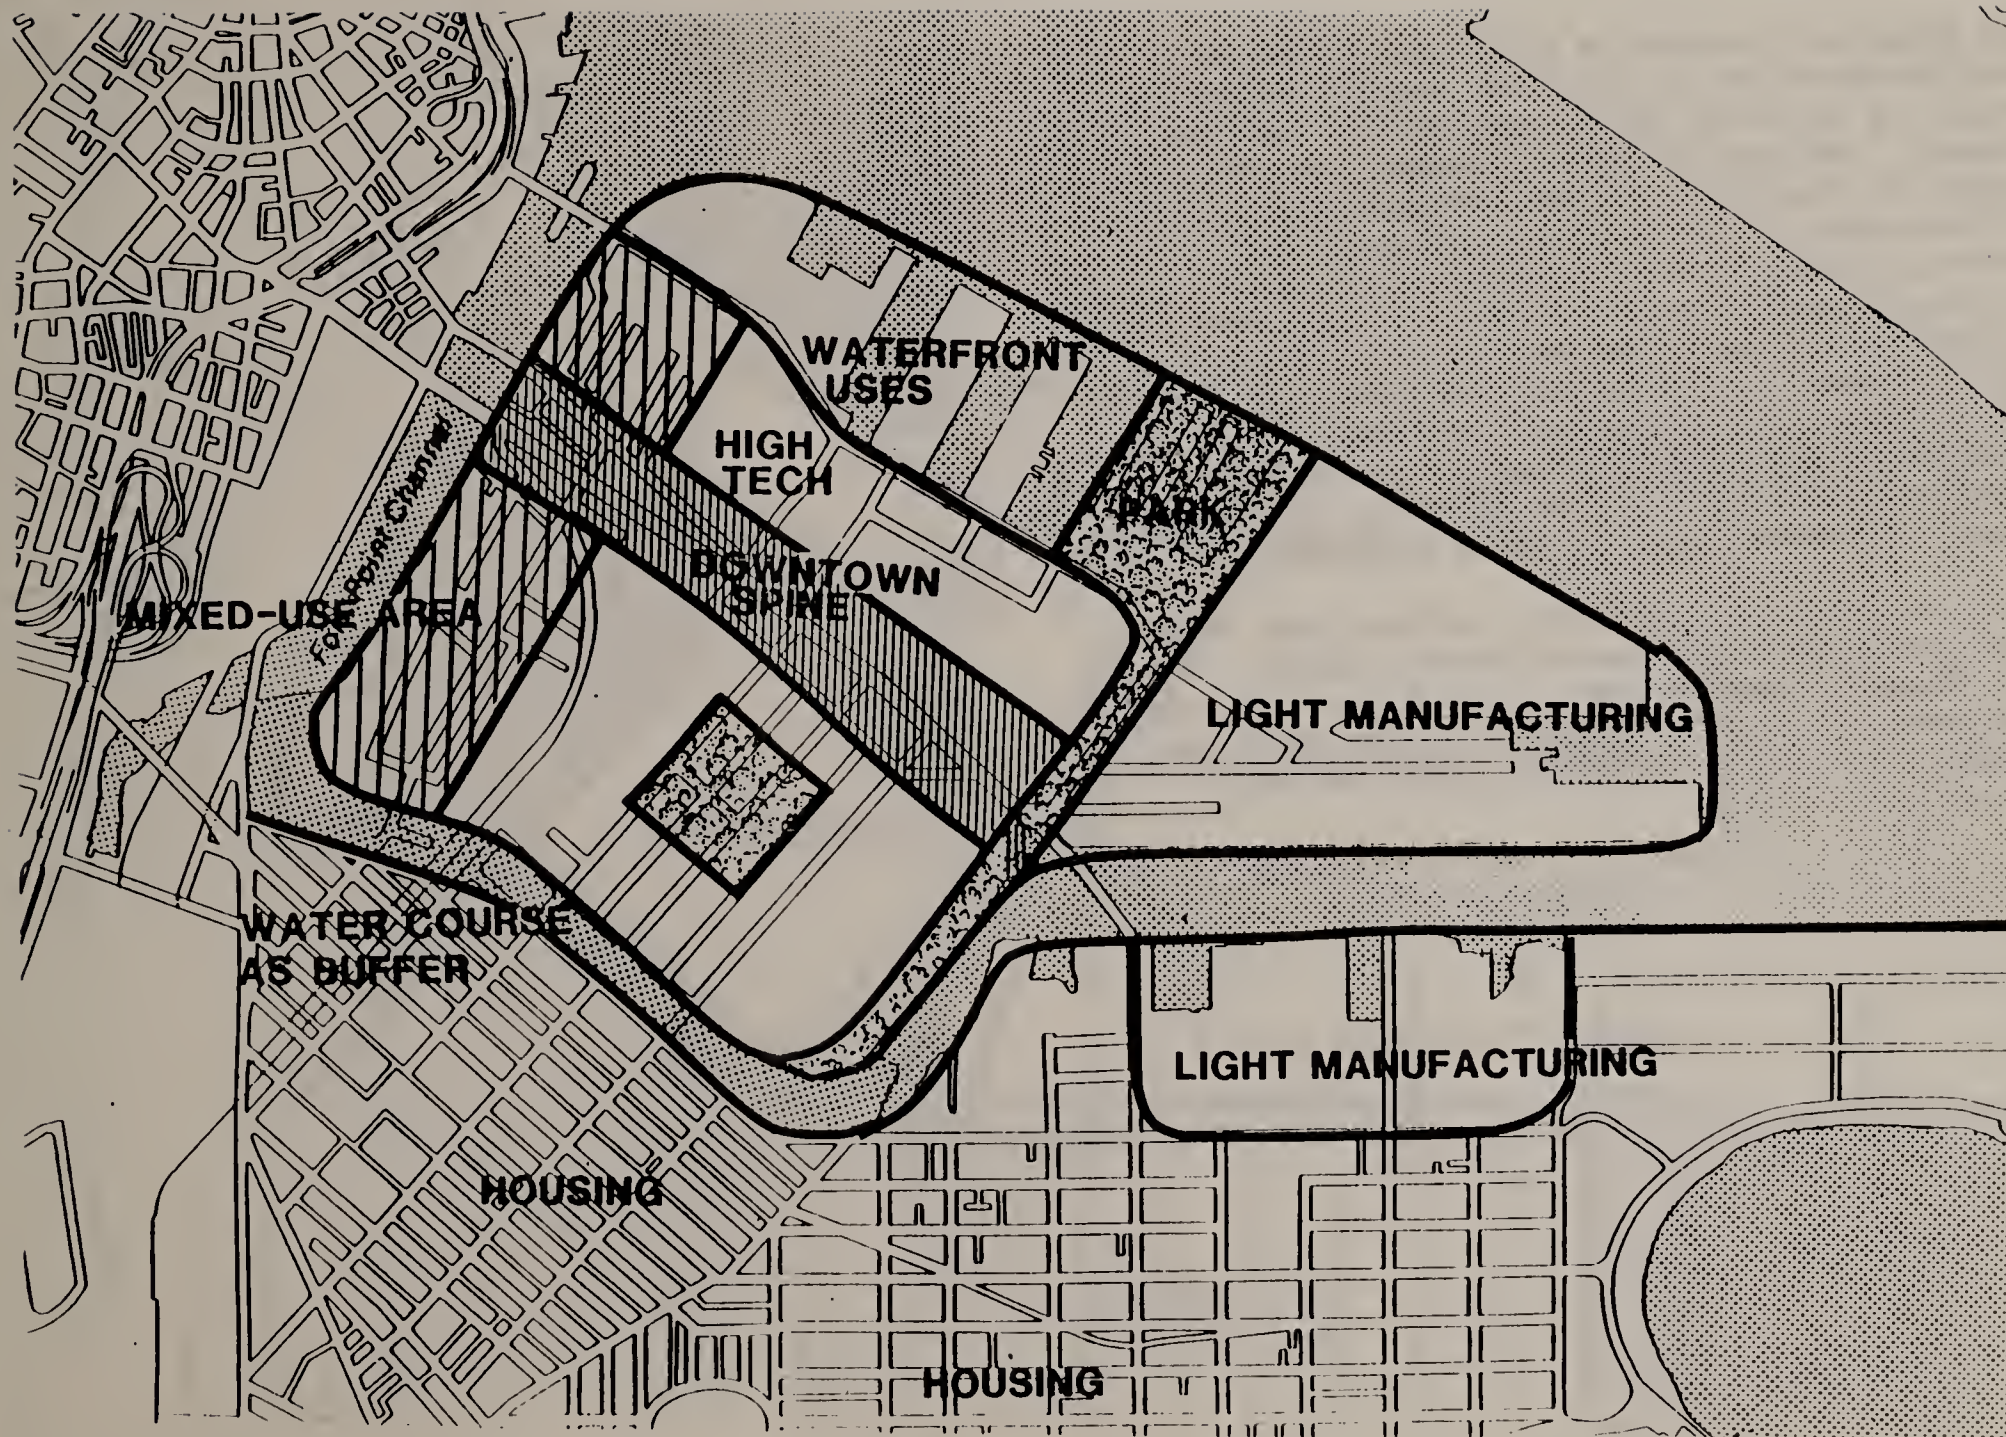 WATERFRONT
USES
HIGH
TECH
PARK
Fort Point Channel
DOWNTOWN
SPINE
MIXED-USE AREA
LIGHT MANUFACTURING
WATER COURSE
AS BUFFER
LIGHT MANUFACTURING
HOUSING
HOUSING